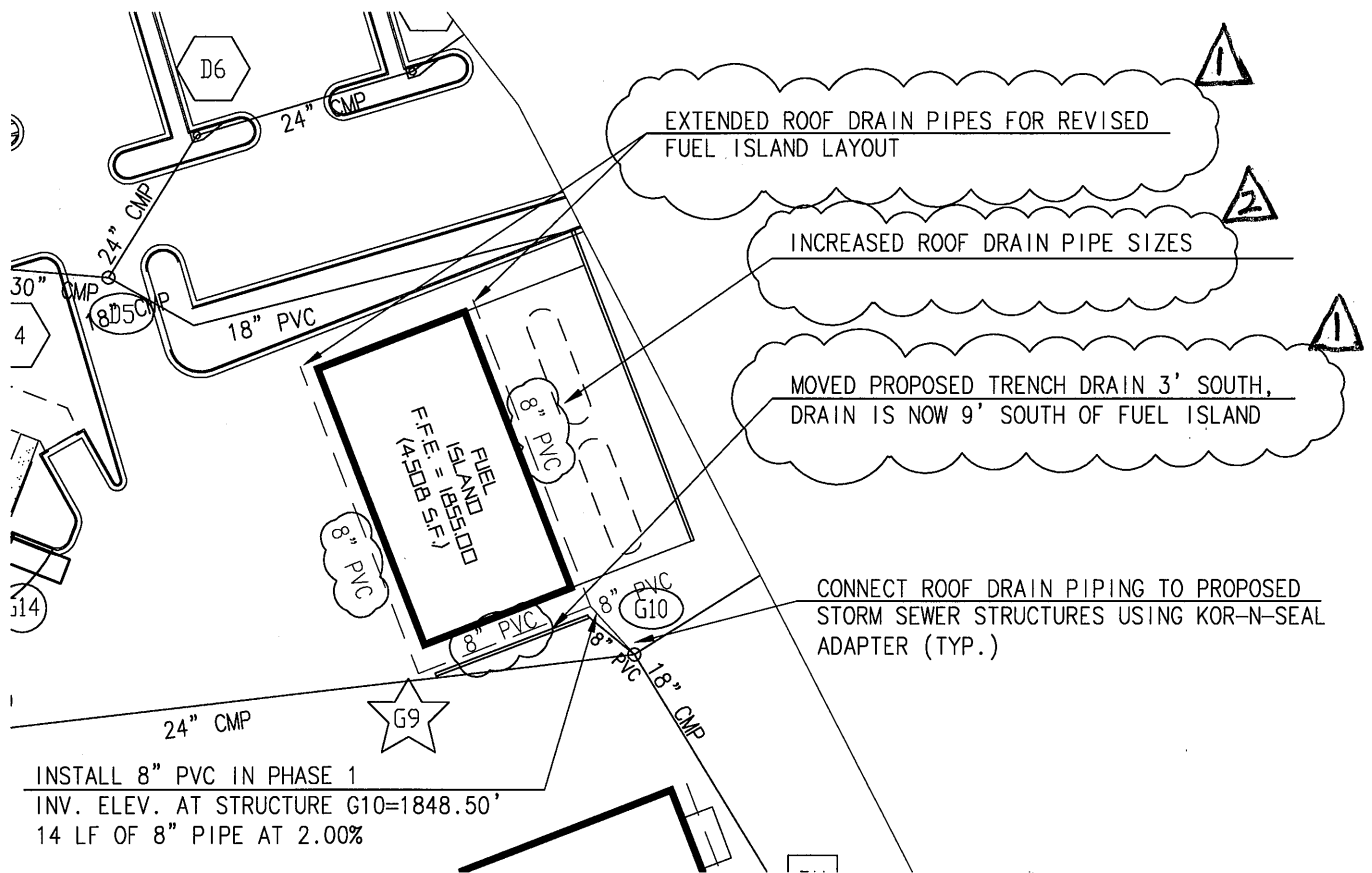 1
D6
24" CMP
EXTENDED ROOF DRAIN PIPES FOR REVISED
FUEL ISLAND LAYOUT
24" CMP
2
INCREASED ROOF DRAIN PIPE SIZES
30" CMP
18" CMP
D5
18" PVC
4
1
MOVED PROPOSED TRENCH DRAIN 3' SOUTH,
DRAIN IS NOW 9' SOUTH OF FUEL ISLAND
8" PVC
FUEL
ISLAND
F.F.E. = 1855.00
(4,508 S.F.)
8" PVC
G14
8" PVC
8" PVC
G10
CONNECT ROOF DRAIN PIPING TO PROPOSED
STORM SEWER STRUCTURES USING KOR-N-SEAL
ADAPTER (TYP.)
8" PVC
18" CMP
24" CMP
G9
INSTALL 8" PVC IN PHASE 1
INV. ELEV. AT STRUCTURE G10=1848.50'
14 LF OF 8" PIPE AT 2.00%